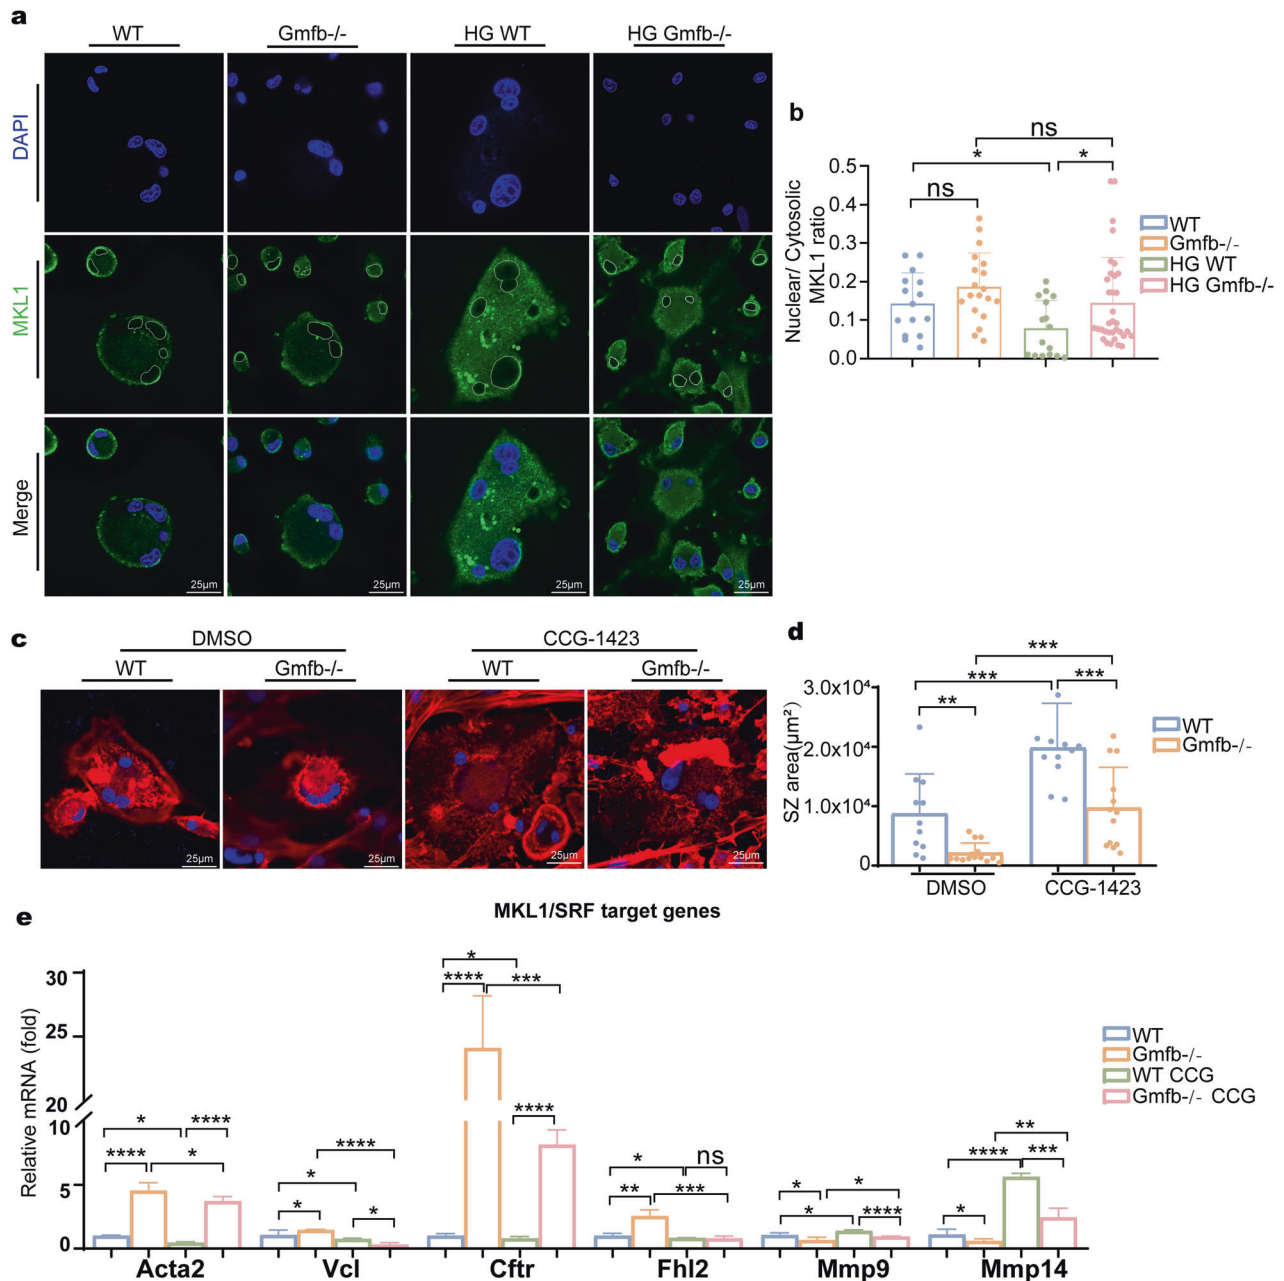 a
WT
Gmfb-/-
HG WT
HG Gmfb-/-
DAPI
MKL1
Merge
25µm
25µm
25µm
25µm
b
ns
*
*
ns
0.5
0.4
0.3
0.2
0.1
0.0
Nuclear/ Cytosolic
MKL1 ratio
WT
Gmfb-/-
HG WT
HG Gmfb-/-
c
DMSO
CCG-1423
WT
Gmfb-/-
WT
Gmfb-/-
25µm
25µm
25µm
25µm
d
***
***
***
**
3.0x10⁴
2.0x10⁴
1.0x10⁴
0
SZ area(µm²)
DMSO
CCG-1423
WT
Gmfb-/-
e
MKL1/SRF target genes
Relative mRNA (fold)
30
25
20
10
5
0
* ****
**** *
****
*
* *
*
**** ***
****
* ns
** ***
* *
* ****
**
**** ***
*
Acta2
Vcl
Cftr
Fhl2
Mmp9
Mmp14
WT
Gmfb-/-
WT CCG
Gmfb-/- CCG